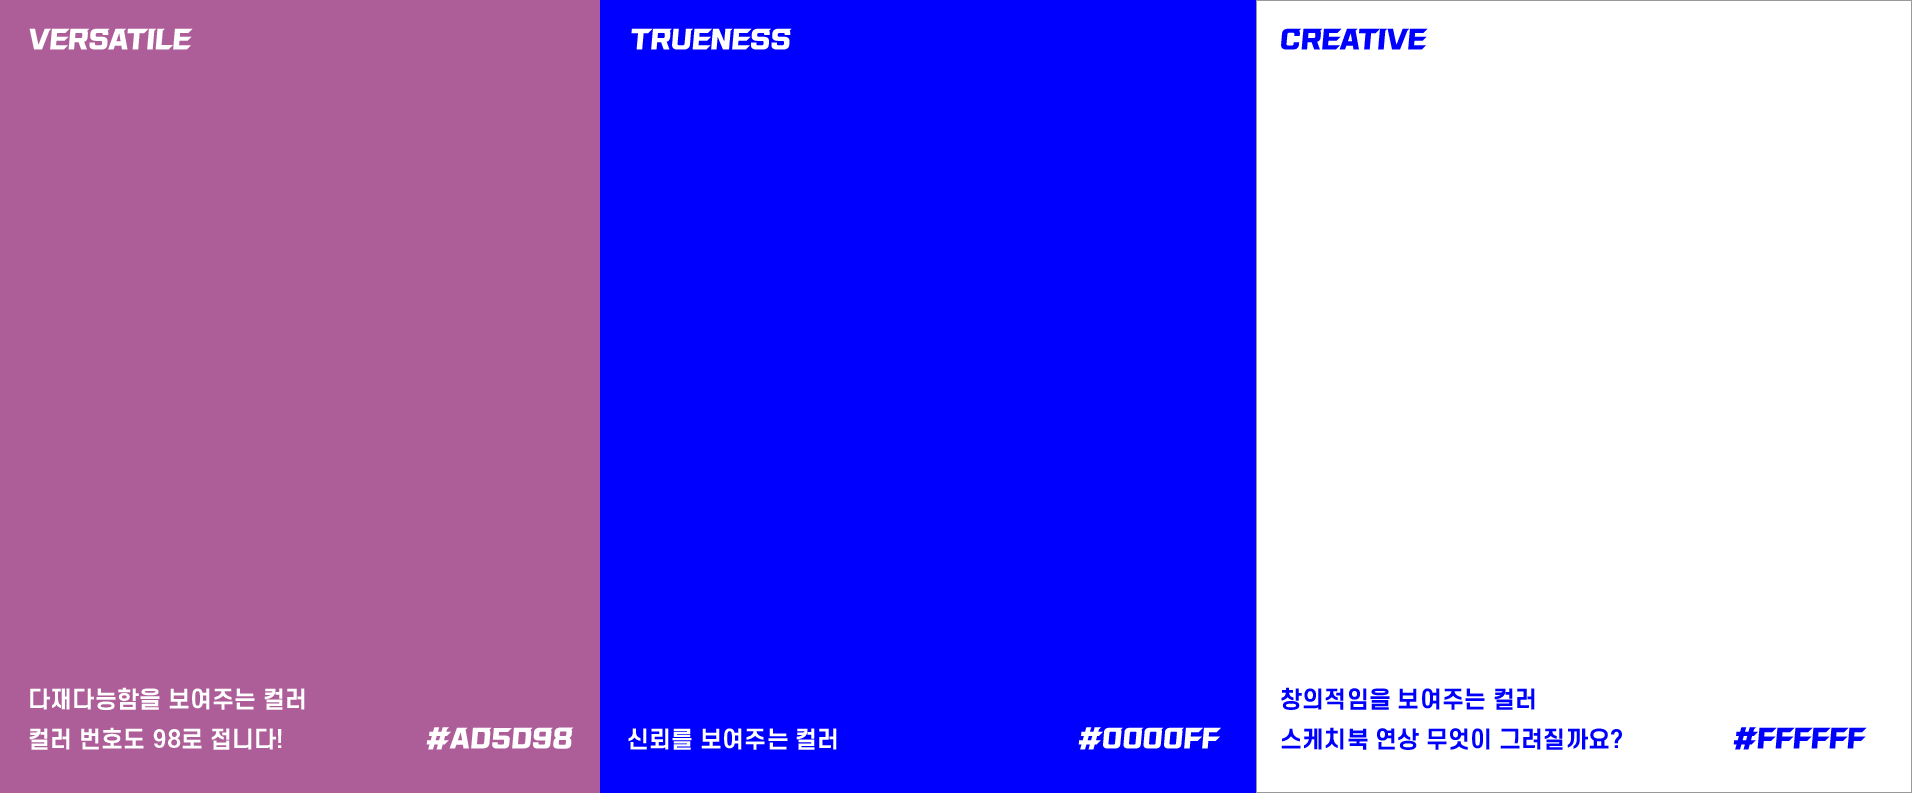 VERSATILE
다재다능함을 보여주는 컬러
컬러 번호도 98로 접니다!
#AD5D98
TRUENESS
신뢰를 보여주는 컬러
#0000FF
CREATIVE
창의적임을 보여주는 컬러
스케치북 연상 무엇이 그려질까요?
#FFFFFF